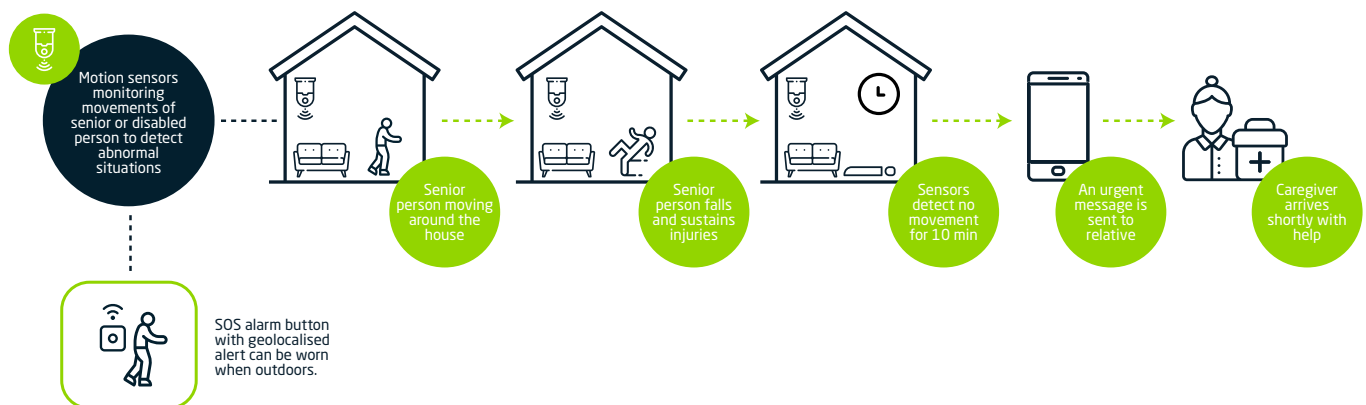 Motion sensors
monitoring
movements of
senior or disabled
person to detect
abnormal
situations
Senior
person moving
around the
house
Senior
person falls
and sustains
injuries
Sensors
detect no
movement
for 10 min
An urgent
message is
sent to
relative
Caregiver
arrives
shortly with
help
SOS alarm button
with geolocalised
alert can be worn
when outdoors.